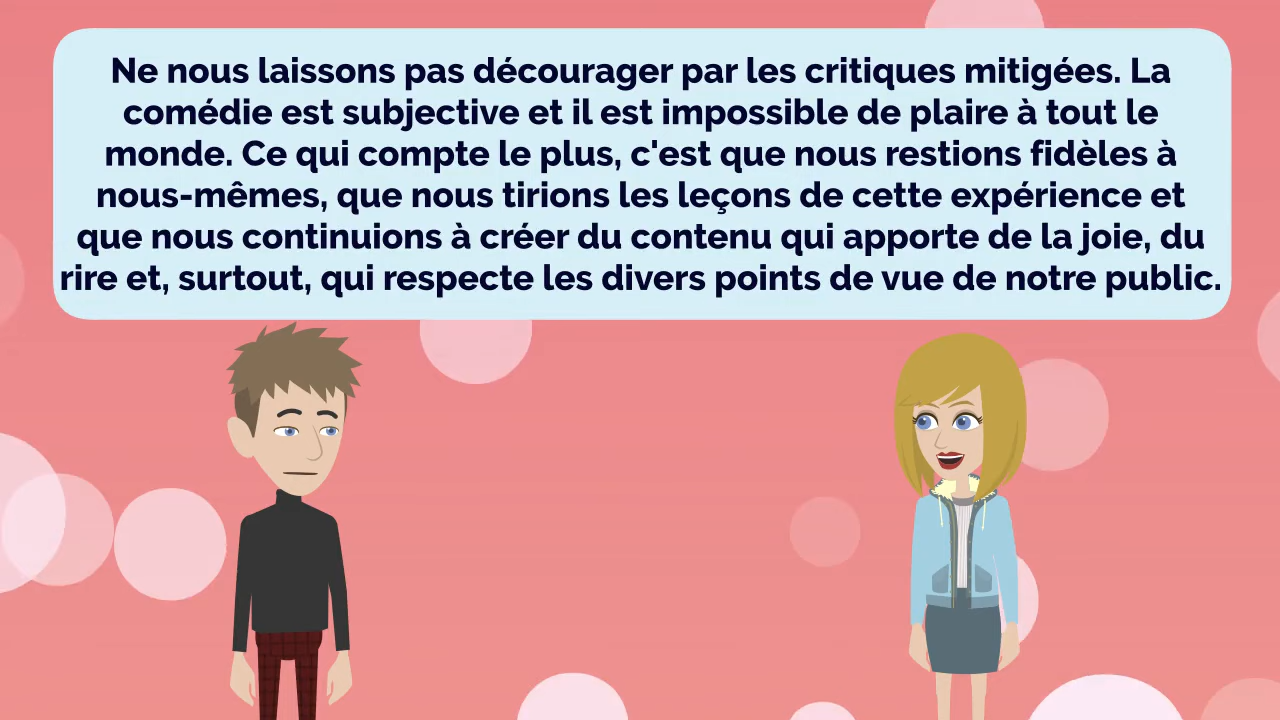 Ne nous laissons pas décourager par les critiques mitigées. La
comédie est subjective et il est impossible de plaire à tout le
monde. Ce qui compte le plus, c'est que nous restions fidèles à
nous-mêmes, que nous tirions les leçons de cette expérience et
que nous continuions à créer du contenu qui apporte de la joie, du
rire et, surtout, qui respecte les divers points de vue de notre public.